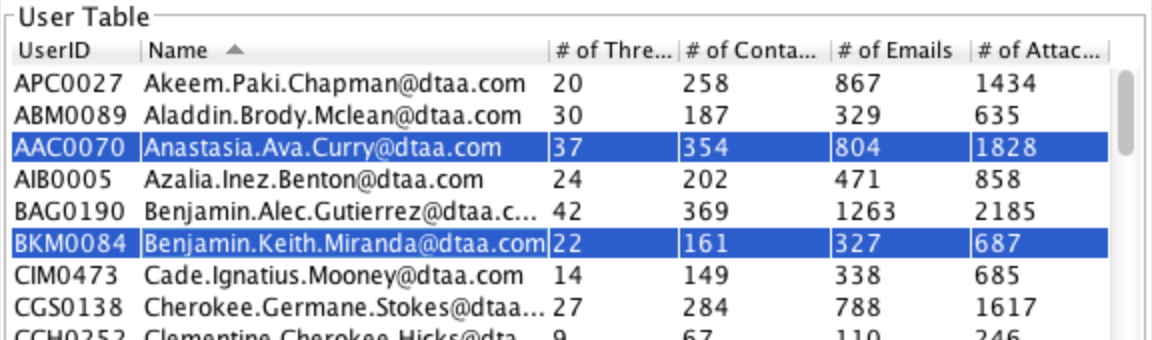 User Table
UserID Name # of Thre... # of Conta... # of Emails # of Attac...
APC0027 Akeem.Paki.Chapman@dtaa.com 20 258 867 1434
ABM0089 Aladdin.Brody.Mclean@dtaa.com 30 187 329 635
AAC0070 Anastasia.Ava.Curry@dtaa.com 37 354 804 1828
AIB0005 Azalia.Inez.Benton@dtaa.com 24 202 471 858
BAG0190 Benjamin.Alec.Gutierrez@dtaa.c... 42 369 1263 2185
BKM0084 Benjamin.Keith.Miranda@dtaa.com 22 161 327 687
CIM0473 Cade.Ignatius.Mooney@dtaa.com 14 149 338 685
CGS0138 Cherokee.Germane.Stokes@dtaa... 27 284 788 1617
CCH0252 Clementine.Cherokee.Hicks@dta... 9 67 110 246